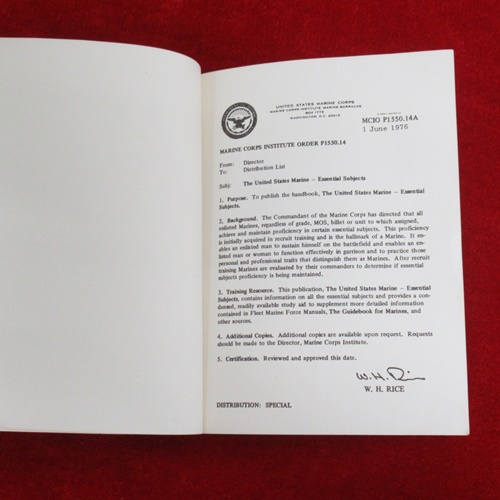 UNITED STATES MARINE CORPS
MARINE CORPS INSTITUTE MARINE BARRACKS
BOX 1775
WASHINGTON, D.C. 20013
MCIO P1550.14A
1 June 1976
MARINE CORPS INSTITUTE ORDER P1550.14
From: Director
To: Distribution List
Subj: The United States Marine – Essential Subjects
1. Purpose. To publish the handbook, The United States Marine – Essential
Subjects.
2. Background. The Commandant of the Marine Corps has directed that all
enlisted Marines, regardless of grade, MOS, billet or unit to which assigned,
achieve and maintain proficiency in certain essential subjects. This proficiency
is initially acquired in recruit training and is the hallmark of a Marine. It en-
ables an enlisted man to sustain himself on the battlefield and enables an en-
listed man or woman to function effectively in garrison and to practice those
personal and professional traits that distinguish them as Marines. After recruit
training Marines are evaluated by their commanders to determine if essential
subjects proficiency is being maintained.
3. Training Resource. This publication, The United States Marine – Essential
Subjects, contains information on all the essential subjects and provides a con-
densed, readily available study aid to supplement more detailed information
contained in Fleet Marine Force Manuals, The Guidebook for Marines, and
other sources.
4. Additional Copies. Additional copies are available upon request. Requests
should be made to the Director, Marine Corps Institute.
5. Certification. Reviewed and approved this date.
W. H. Rice
W. H. RICE
DISTRIBUTION: SPECIAL